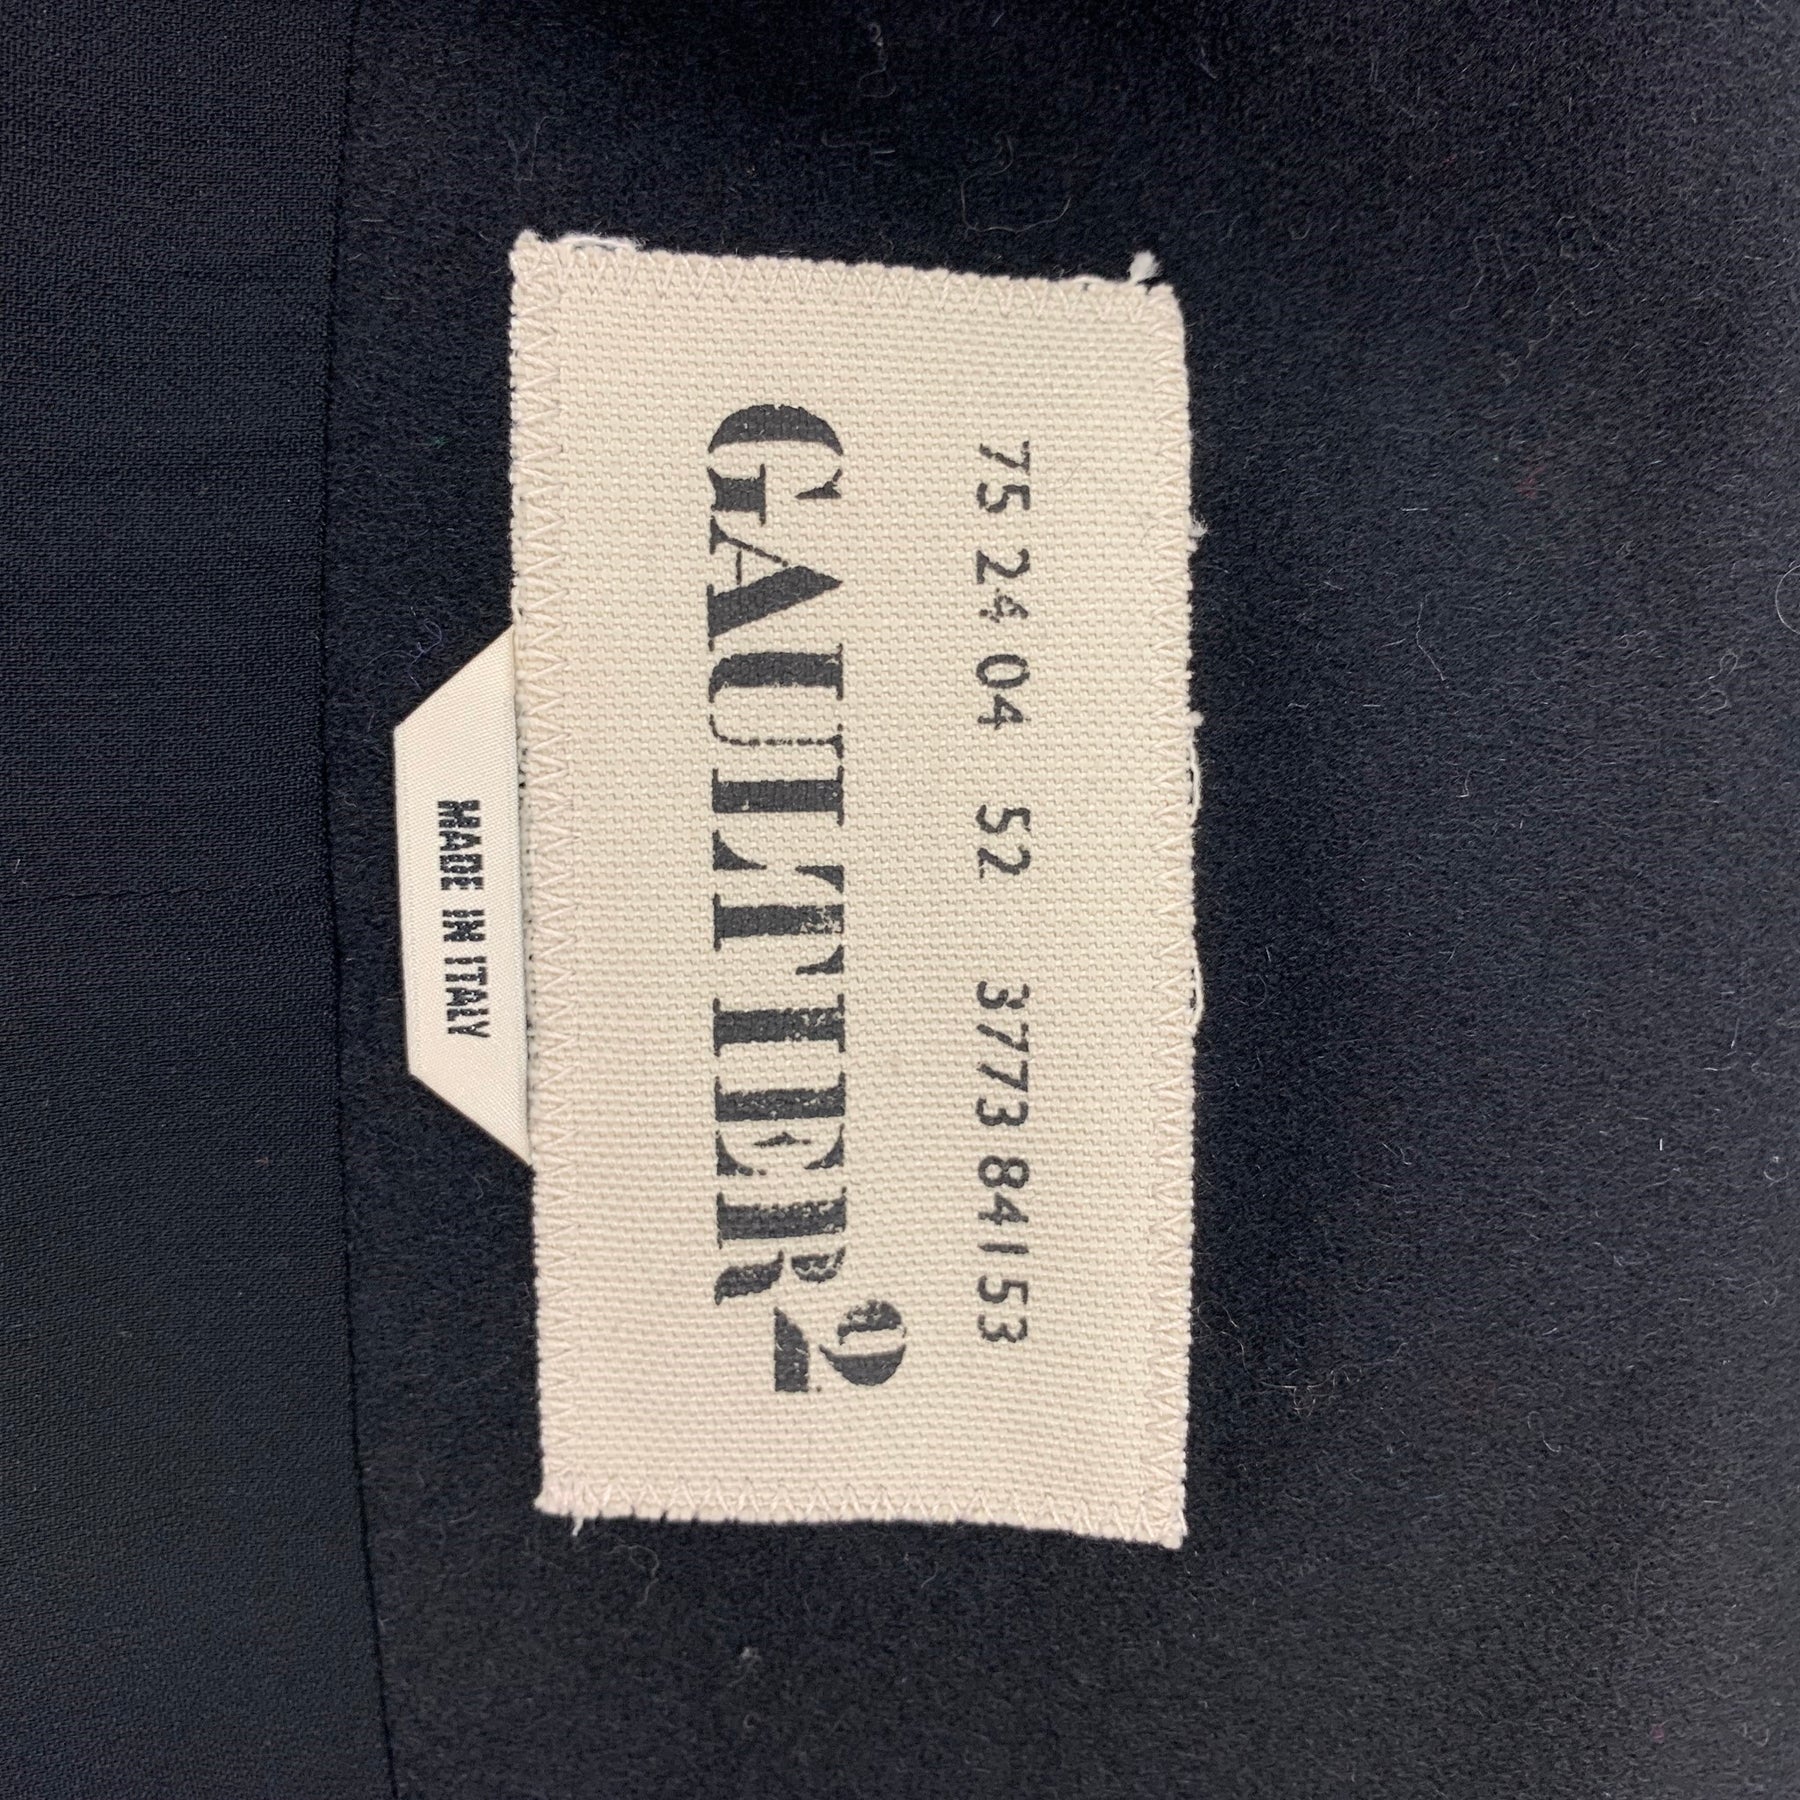 75 24 04 52 3773 84153
GAULTIER²
MADE IN ITALY